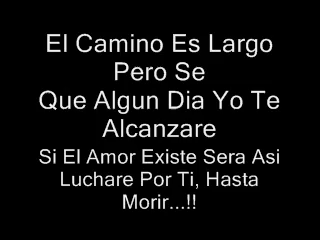 El Camino Es Largo
Pero Se
Que Algun Dia Yo Te
Alcanzare
Si El Amor Existe Sera Asi
Luchare Por Ti, Hasta
Morir...!!